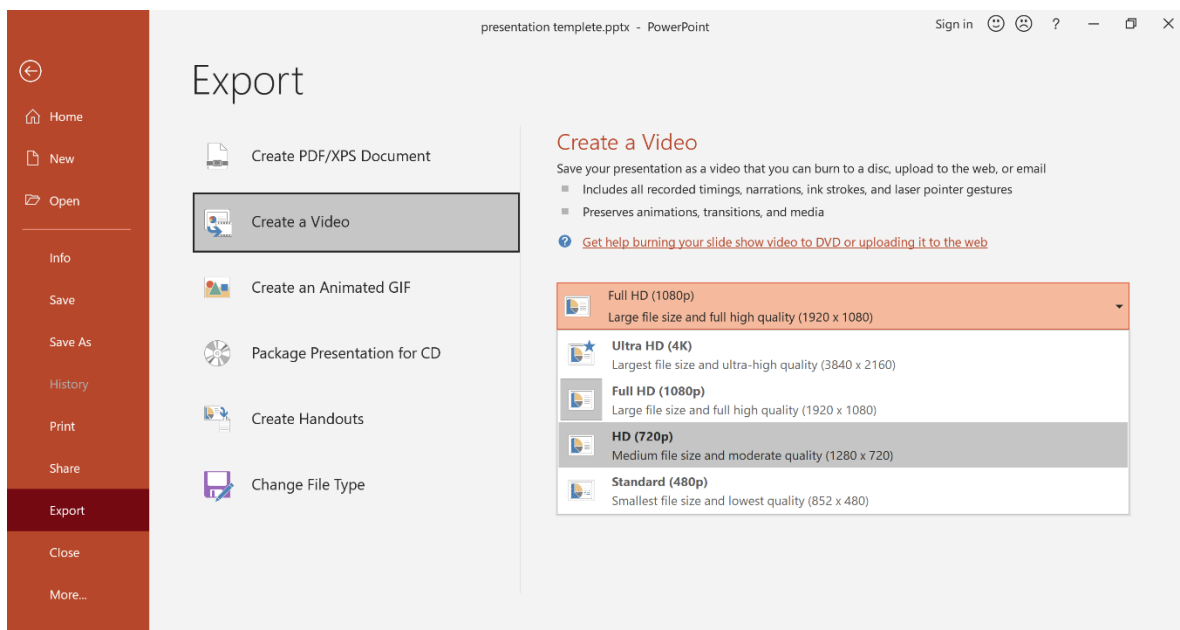 presentation templete.pptx - PowerPoint
Sign in
?
Export
Home
New
Open
Info
Save
Save As
History
Print
Share
Export
Close
More...
Create PDF/XPS Document
Create a Video
Create an Animated GIF
Package Presentation for CD
Create Handouts
Change File Type
Create a Video
Save your presentation as a video that you can burn to a disc, upload to the web, or email
Includes all recorded timings, narrations, ink strokes, and laser pointer gestures
Preserves animations, transitions, and media
Get help burning your slide show video to DVD or uploading it to the web
Full HD (1080p)
Large file size and full high quality (1920 x 1080)
Ultra HD (4K)
Largest file size and ultra-high quality (3840 x 2160)
Full HD (1080p)
Large file size and full high quality (1920 x 1080)
HD (720p)
Medium file size and moderate quality (1280 x 720)
Standard (480p)
Smallest file size and lowest quality (852 x 480)